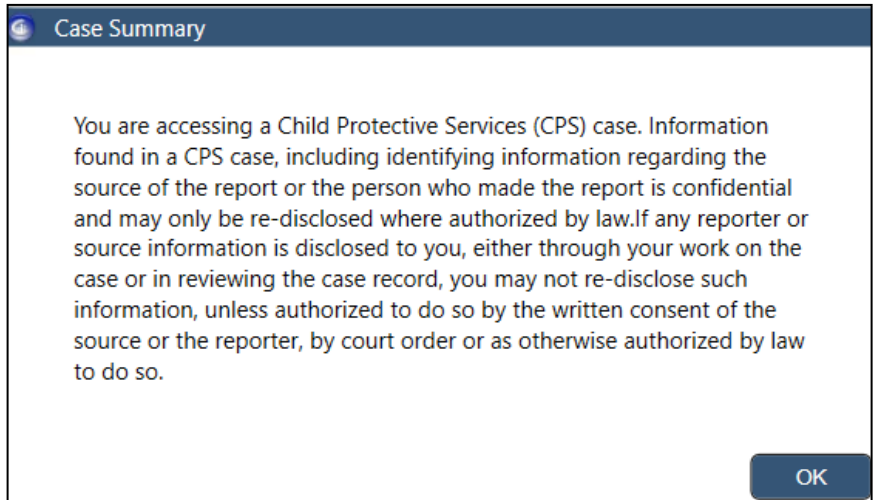 Case Summary
You are accessing a Child Protective Services (CPS) case. Information
found in a CPS case, including identifying information regarding the
source of the report or the person who made the report is confidential
and may only be re-disclosed where authorized by law.If any reporter or
source information is disclosed to you, either through your work on the
case or in reviewing the case record, you may not re-disclose such
information, unless authorized to do so by the written consent of the
source or the reporter, by court order or as otherwise authorized by law
to do so.
OK